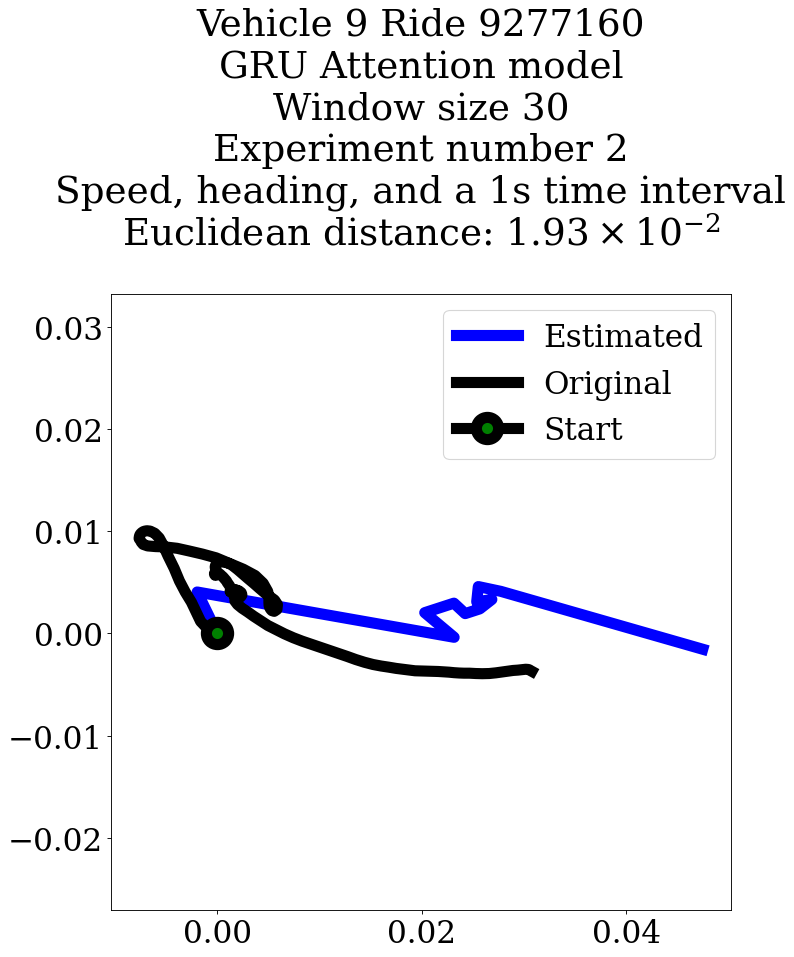 Vehicle 9 Ride 9277160
GRU Attention model
Window size 30
Experiment number 2
Speed, heading, and a 1s time interval
Euclidean distance: 1.93 × 10⁻²
Estimated
Original
Start
0.03
0.02
0.01
0.00
−0.01
−0.02
0.00 0.02 0.04